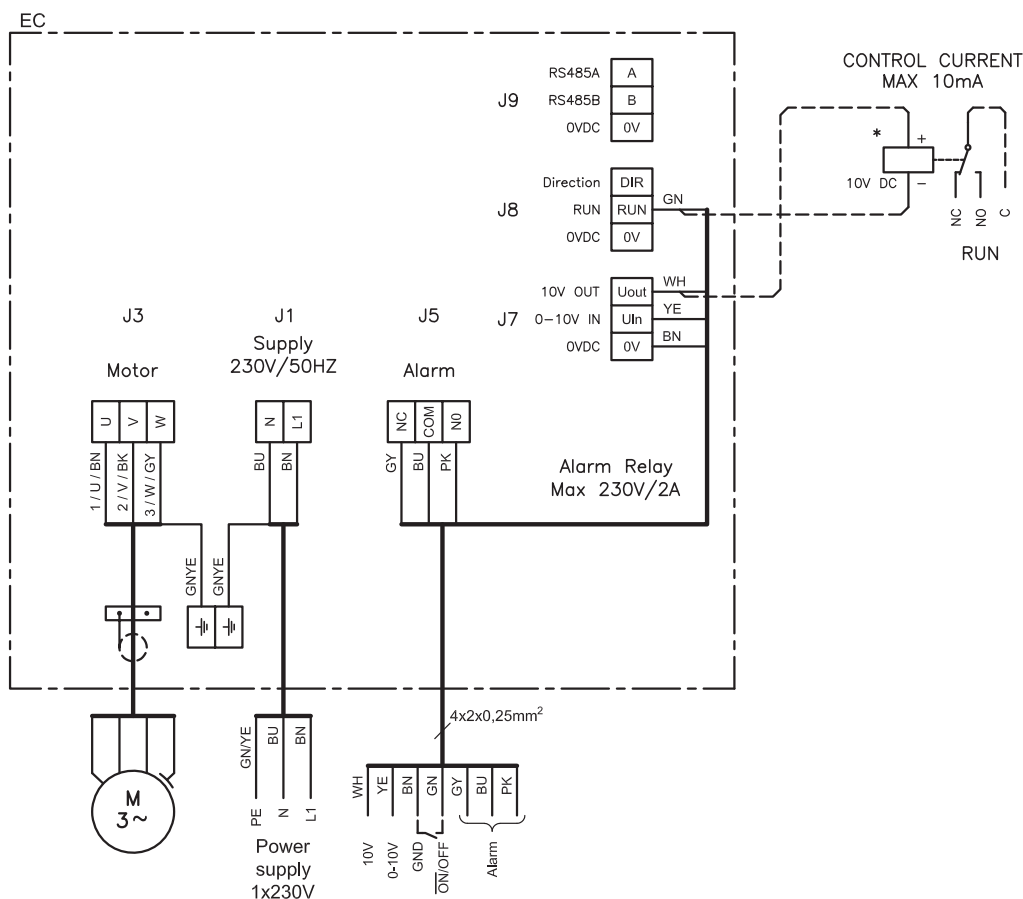 EC
CONTROL CURRENT
MAX 10mA
J9
RS485A A
RS485B B
0VDC 0V
*
+
10V DC
−
NC
NO
C
RUN
J8
Direction DIR
RUN RUN GN
0VDC 0V
J7
10V OUT Uout WH
0−10V IN UIn YE
0VDC 0V BN
J3
Motor
U
V
W
1 / U / BN
2 / V / BK
3 / W / GY
GNYE
GNYE
J1
Supply
230V/50HZ
N
L1
BU
BN
J5
Alarm
NC
COM
N0
GY
BU
PK
Alarm Relay
Max 230V/2A
4x2x0,25mm²
M
3~
GN/YE
BU
BN
PE
N
L1
Power
supply
1x230V
WH
YE
BN
GN
GY
BU
PK
10V
0-10V
GND
ON/OFF
Alarm